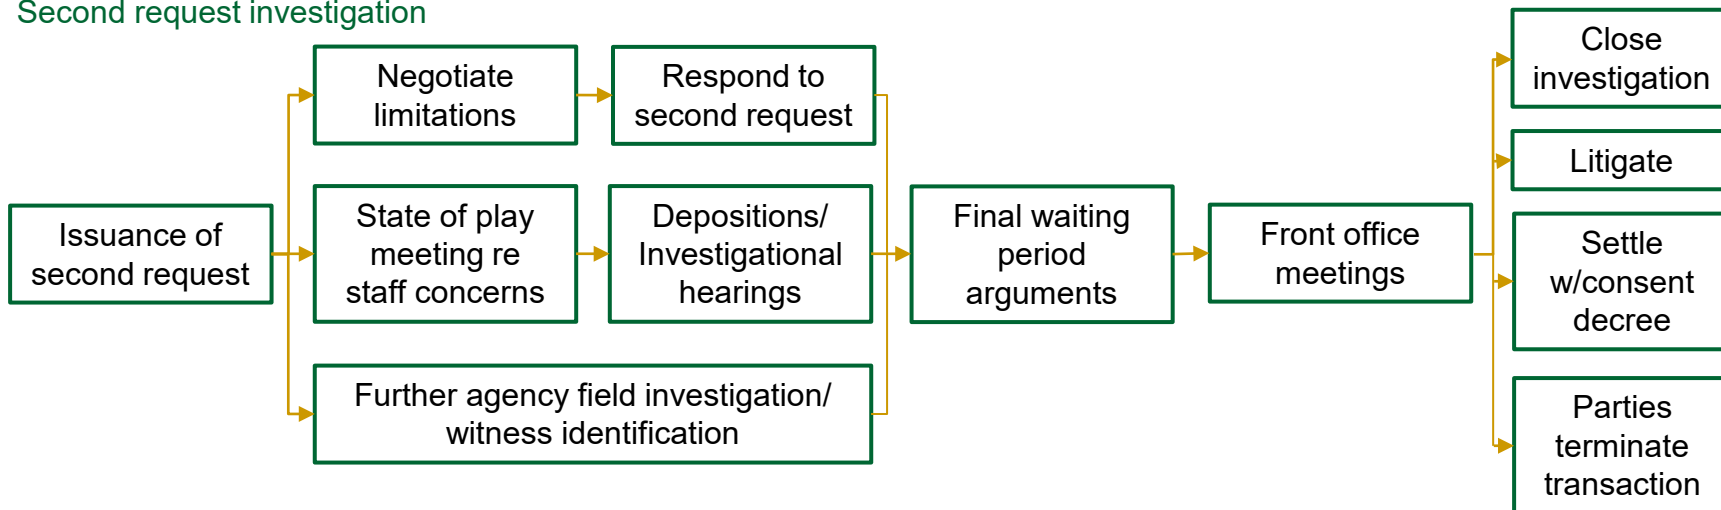 Second request investigation
Issuance of
second request
Negotiate
limitations
Respond to
second request
State of play
meeting re
staff concerns
Depositions/
Investigational
hearings
Further agency field investigation/
witness identification
Final waiting
period
arguments
Front office
meetings
Close
investigation
Litigate
Settle
w/consent
decree
Parties
terminate
transaction